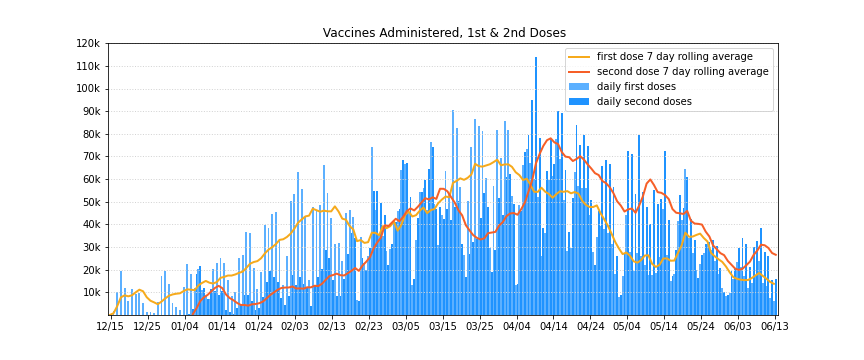 Vaccines Administered, 1st & 2nd Doses
120k
110k
100k
90k
80k
70k
60k
50k
40k
30k
20k
10k
first dose 7 day rolling average
second dose 7 day rolling average
daily first doses
daily second doses
12/15 12/25 01/04 01/14 01/24 02/03 02/13 02/23 03/05 03/15 03/25 04/04 04/14 04/24 05/04 05/14 05/24 06/03 06/13